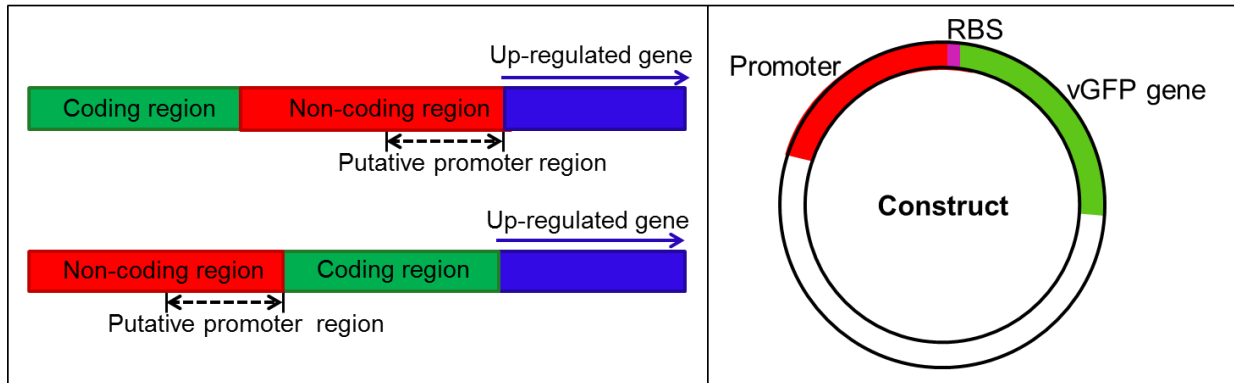 Up-regulated gene
Coding region
Non-coding region
Putative promoter region
Up-regulated gene
Non-coding region
Coding region
Putative promoter region
RBS
Promoter
vGFP gene
Construct